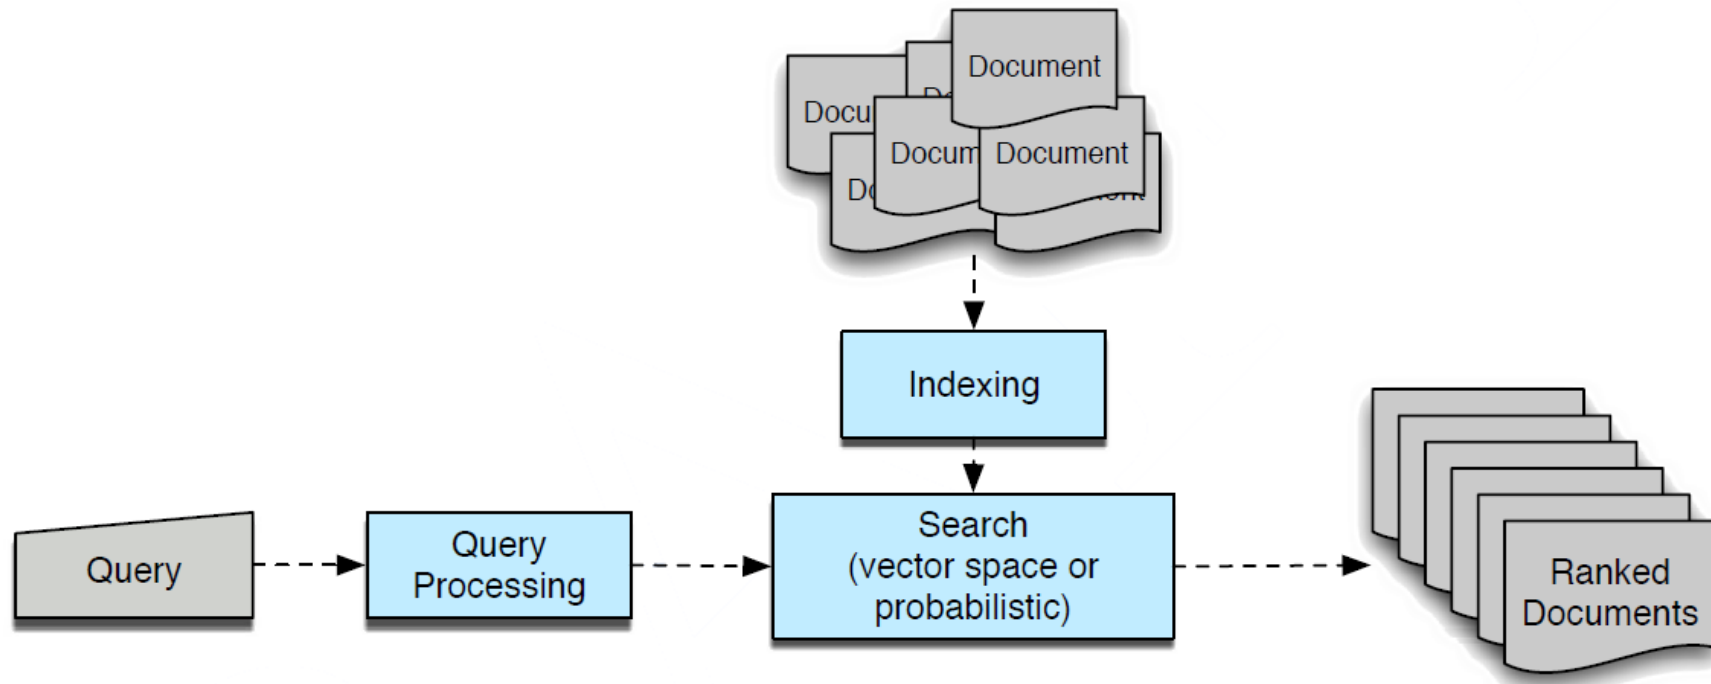 Document
Document
Indexing
Search
(vector space or
probabilistic)
Query
Query
Processing
Ranked
Documents